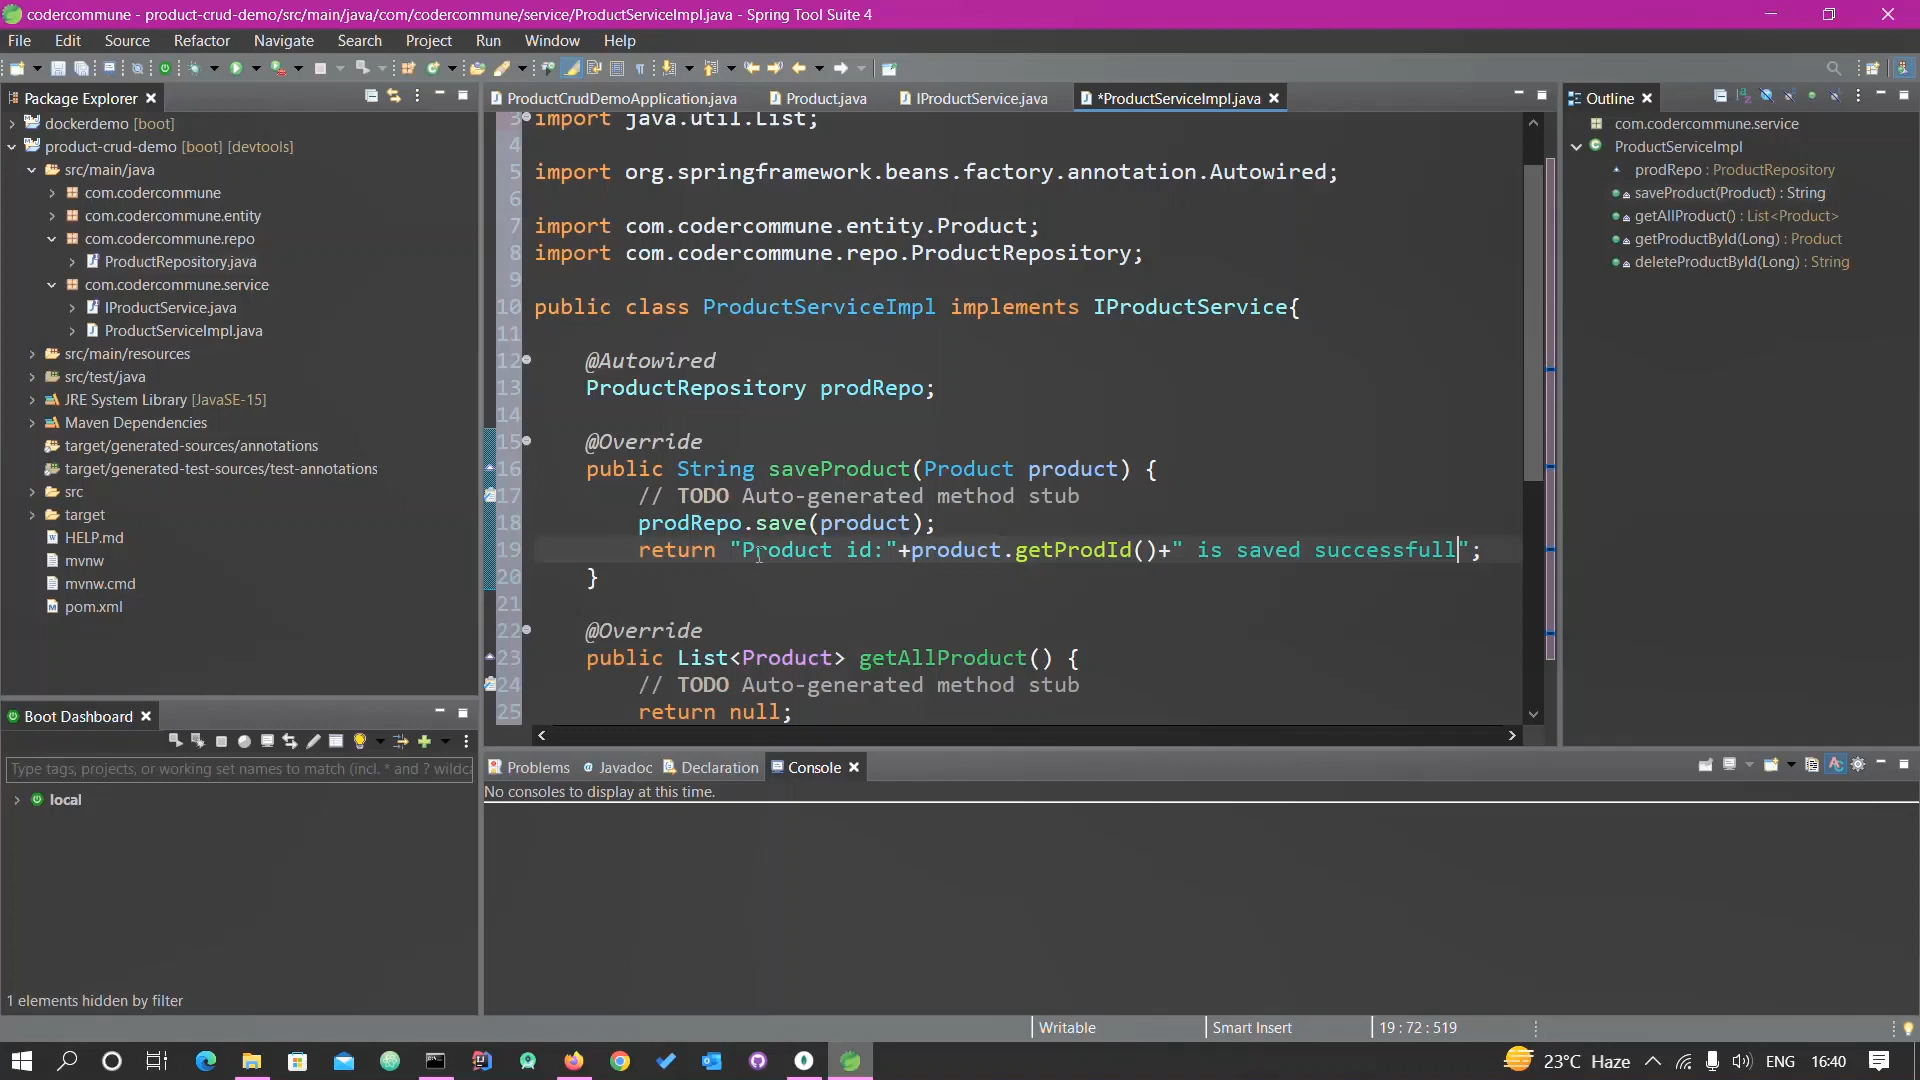 codercommune - product-crud-demo/src/main/java/com/codercommune/service/ProductServiceImpl.java - Spring Tool Suite 4
File Edit Source Refactor Navigate Search Project Run Window Help
Package Explorer
dockerdemo [boot]
product-crud-demo [boot] [devtools]
src/main/java
com.codercommune
com.codercommune.entity
com.codercommune.repo
ProductRepository.java
com.codercommune.service
IProductService.java
ProductServiceImpl.java
src/main/resources
src/test/java
JRE System Library [JavaSE-15]
Maven Dependencies
target/generated-sources/annotations
target/generated-test-sources/test-annotations
src
target
HELP.md
mvnw
mvnw.cmd
pom.xml
Boot Dashboard
Type tags, projects, or working set names to match (incl. * and ? wildca
local
1 elements hidden by filter
ProductCrudDemoApplication.java Product.java IProductService.java *ProductServiceImpl.java
3 import java.util.List;
4
5 import org.springframework.beans.factory.annotation.Autowired;
6
7 import com.codercommune.entity.Product;
8 import com.codercommune.repo.ProductRepository;
9
10 public class ProductServiceImpl implements IProductService{
11
12 @Autowired
13 ProductRepository prodRepo;
14
15 @Override
16 public String saveProduct(Product product) {
17 // TODO Auto-generated method stub
18 prodRepo.save(product);
19 return "Product id:"+product.getProdId()+" is saved successfull";
20 }
21
22 @Override
23 public List<Product> getAllProduct() {
24 // TODO Auto-generated method stub
25 return null;
Problems Javadoc Declaration Console
No consoles to display at this time.
Outline
com.codercommune.service
ProductServiceImpl
prodRepo : ProductRepository
saveProduct(Product) : String
getAllProduct() : List<Product>
getProductById(Long) : Product
deleteProductById(Long) : String
Writable Smart Insert 19 : 72 : 519
23°C Haze ENG 16:40